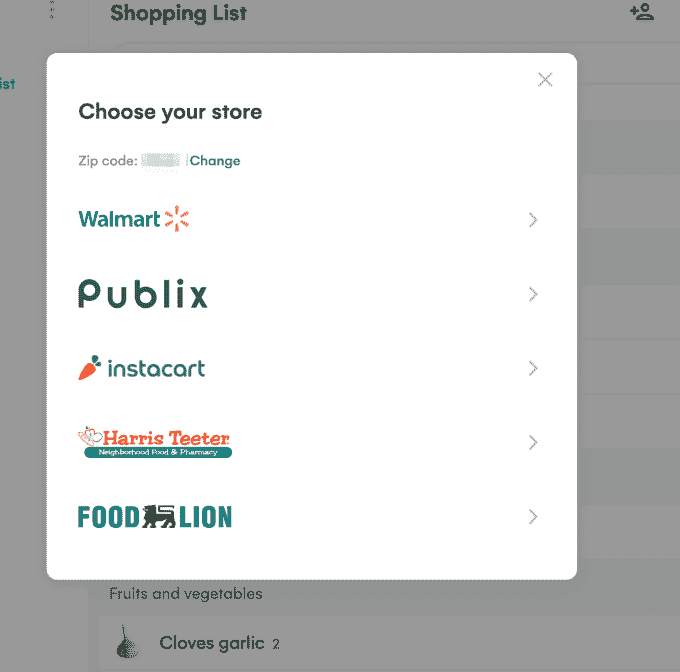 Shopping List
ist
Choose your store
Zip code: Change
Walmart
Publix
instacart
Harris Teeter
Neighborhood Food & Pharmacy
FOOD LION
Fruits and vegetables
Cloves garlic 2